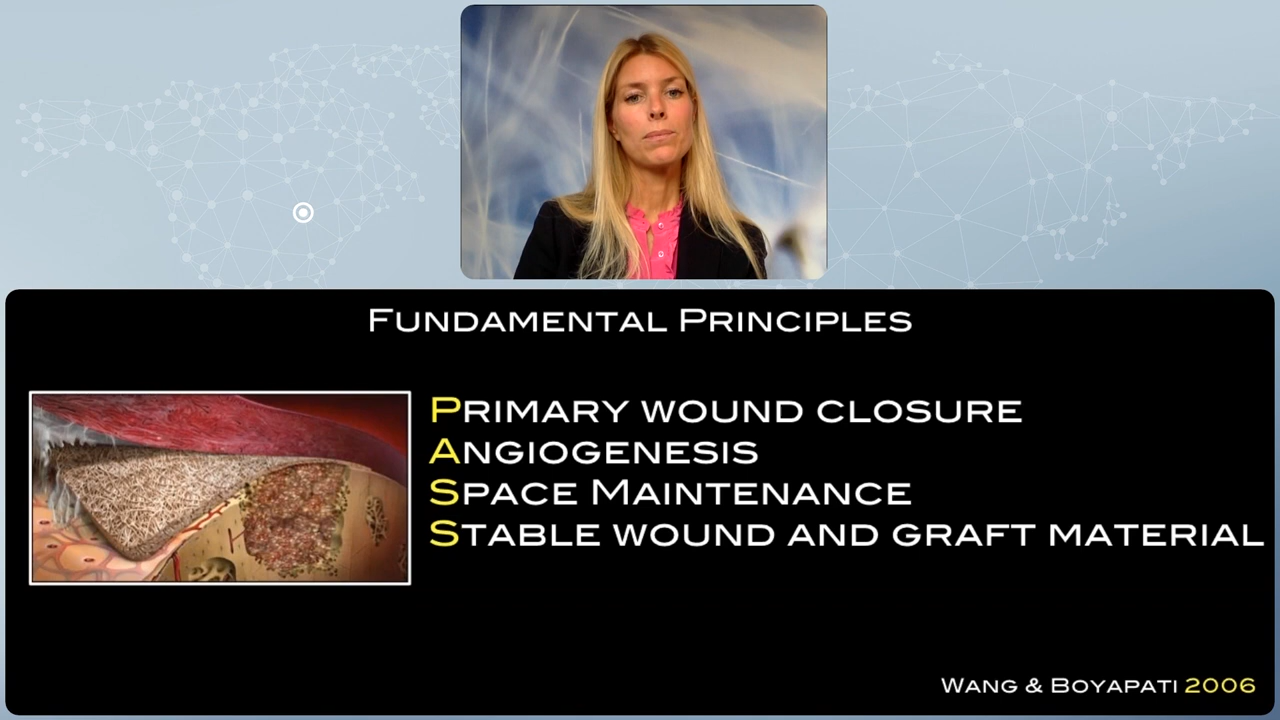 Fundamental Principles
Primary wound closure
Angiogenesis
Space Maintenance
Stable wound and graft material
Wang & Boyapati 2006